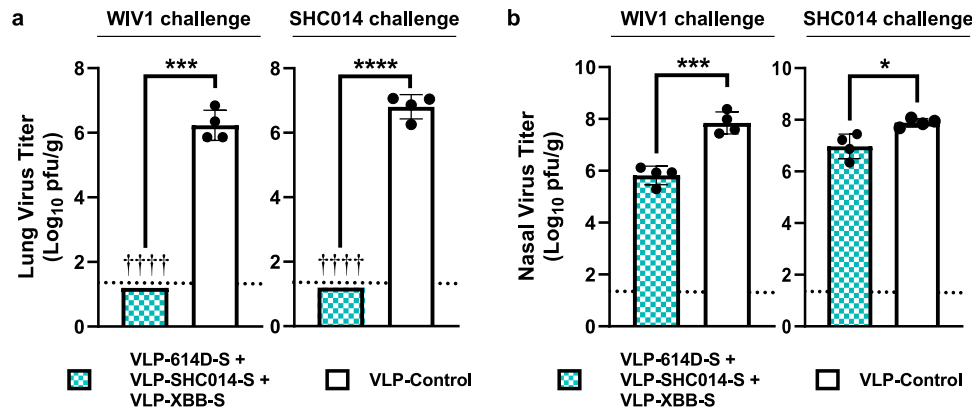 a
WIV1 challenge
SHC014 challenge
Lung Virus Titer
(Log10 pfu/g)
8
6
4
2
0
***
††††
8
6
4
2
0
****
††††
VLP-614D-S +
VLP-SHC014-S +
VLP-XBB-S
VLP-Control
b
WIV1 challenge
SHC014 challenge
Nasal Virus Titer
(Log10 pfu/g)
10
8
6
4
2
0
***
10
8
6
4
2
0
*
VLP-614D-S +
VLP-SHC014-S +
VLP-XBB-S
VLP-Control